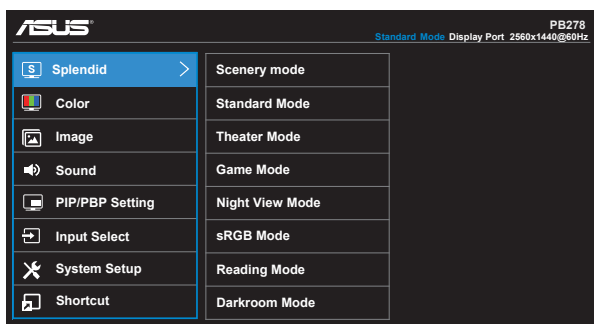 ASUS
PB278
Standard Mode Display Port 2560x1440@60Hz
S Splendid
Color
Image
Sound
PIP/PBP Setting
Input Select
System Setup
Shortcut
Scenery mode
Standard Mode
Theater Mode
Game Mode
Night View Mode
sRGB Mode
Reading Mode
Darkroom Mode